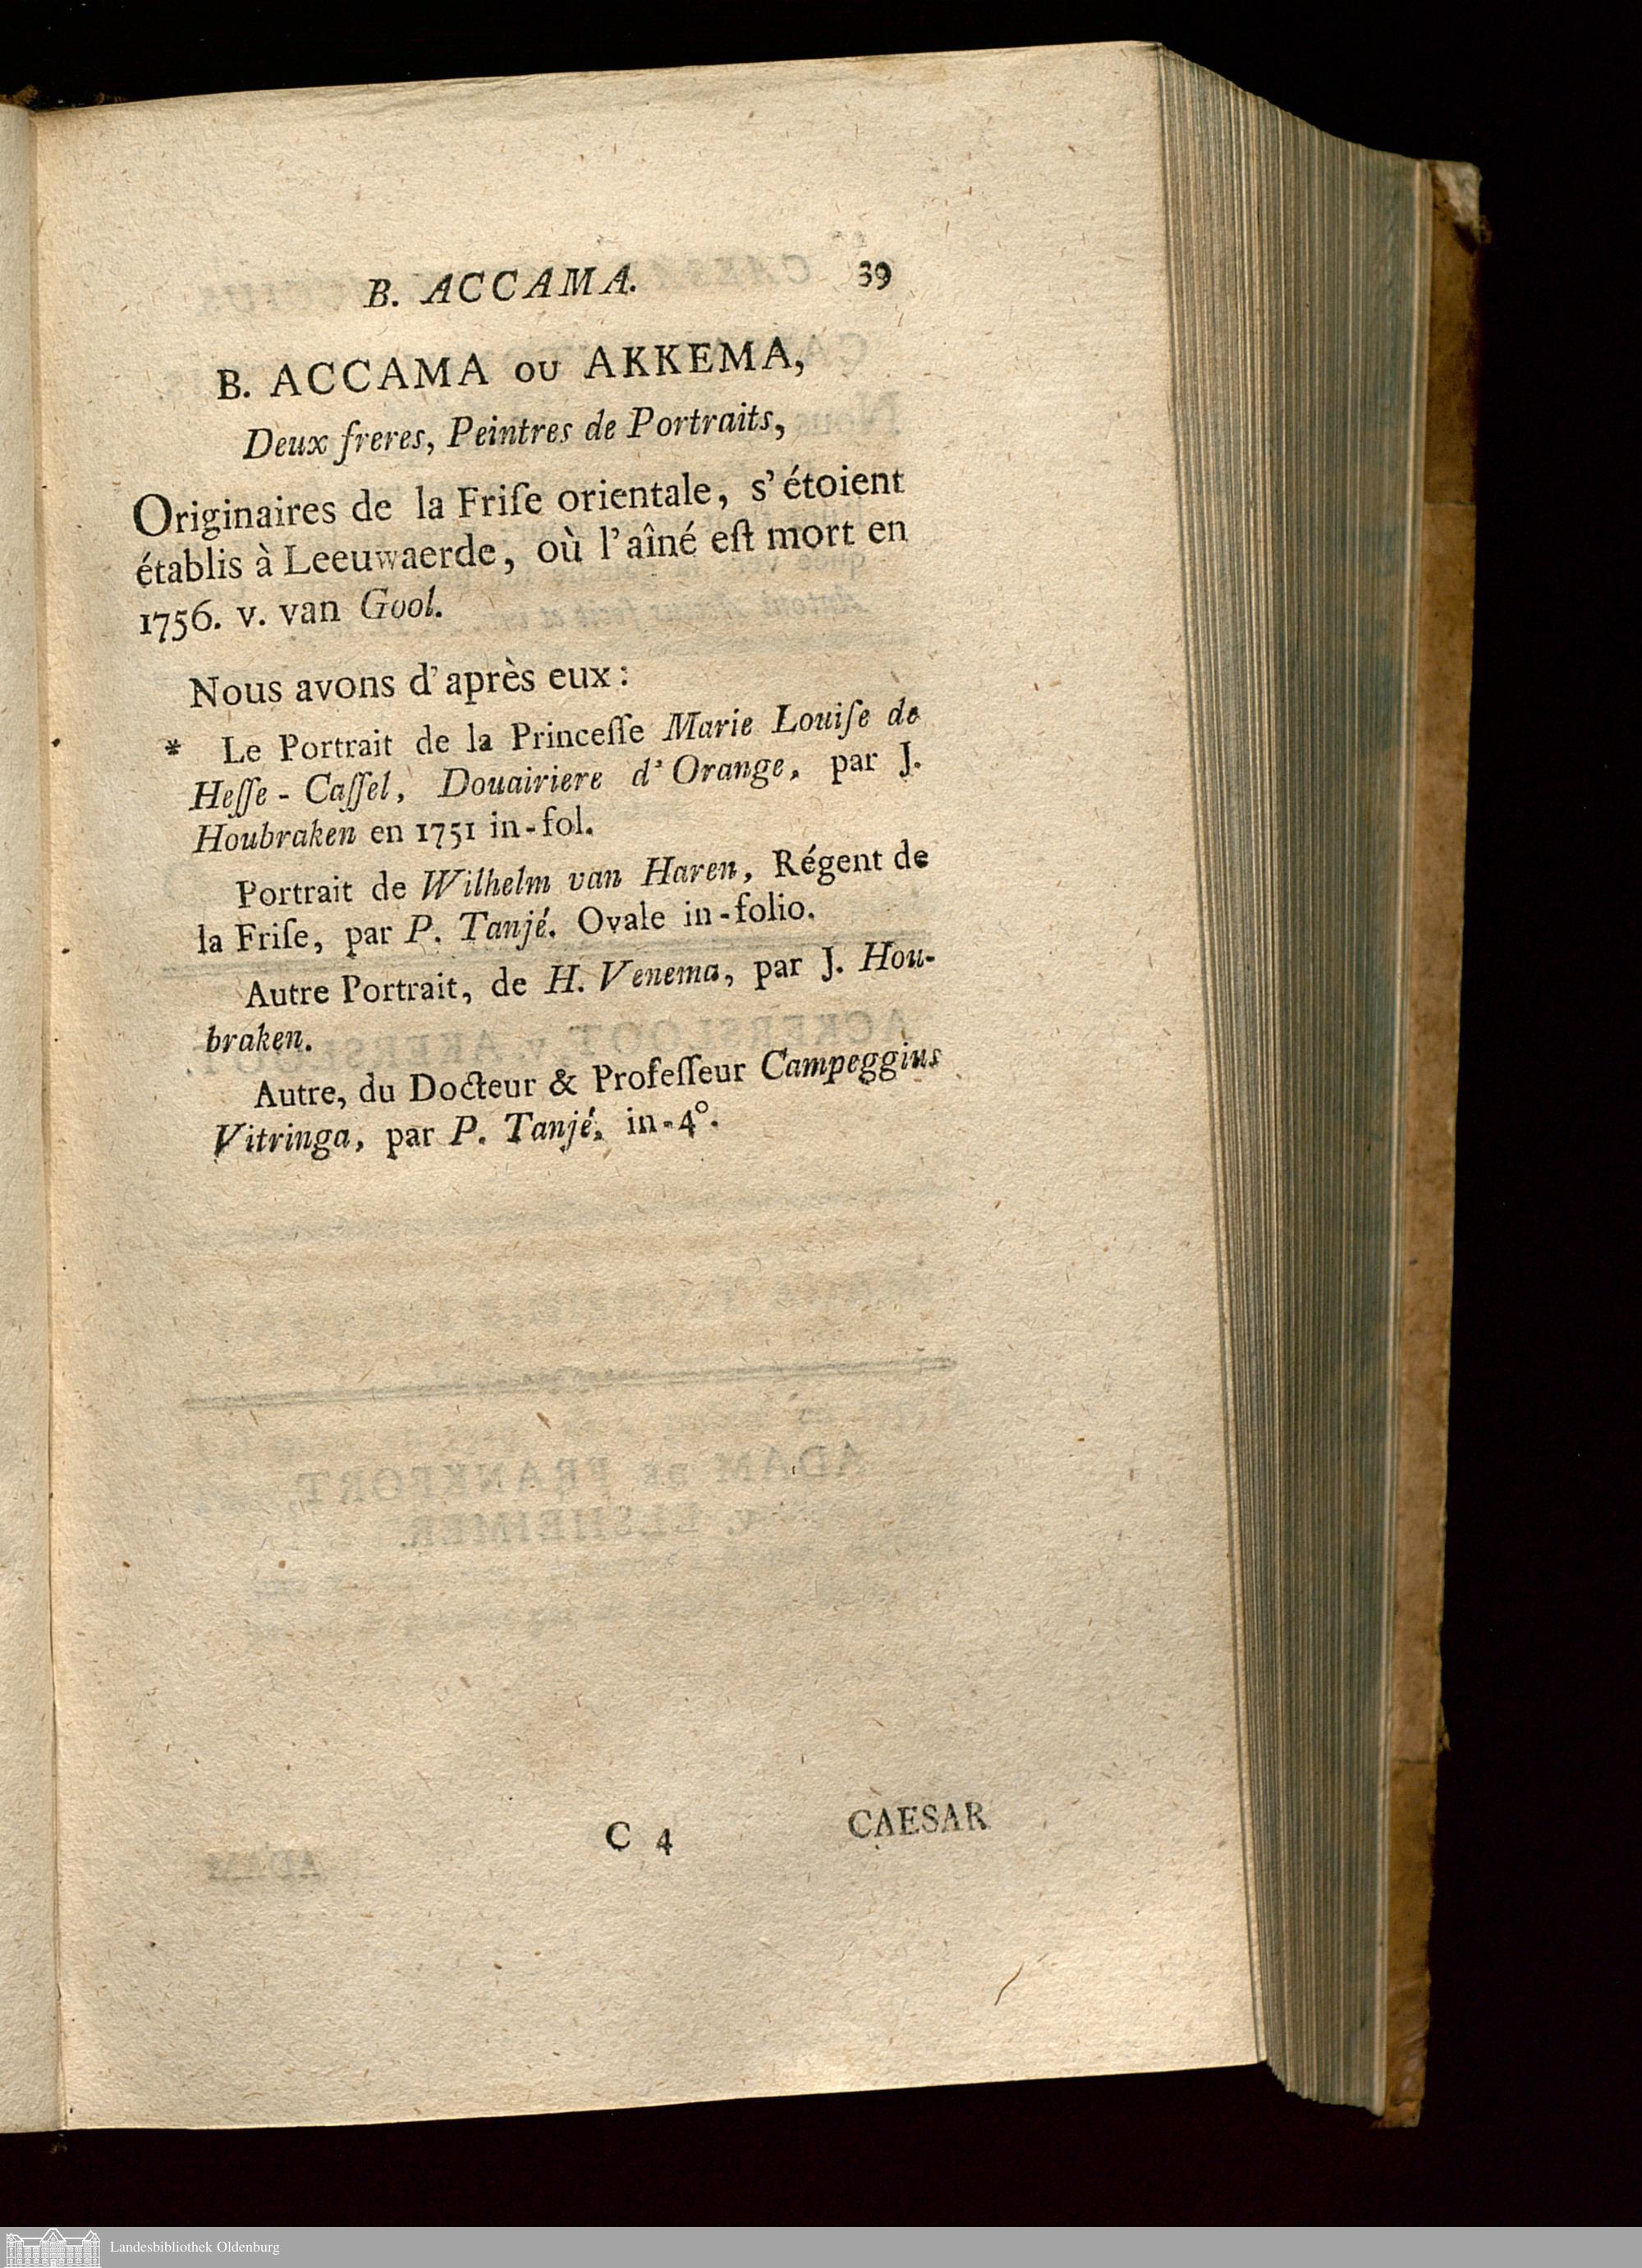 B. ACCAMA. 39
B. ACCAMA OU AKKEMA,
Deux freres, Peintres de Portraits,
Originaires de la Friſe orientale, s'étoient
établis à Leeuwaerde, où l'aîné eſt mort en
1756. v. van Gool.
Nous avons d'après eux:
* Le Portrait de la Princeſſe Marie Louiſe de
Heſſe - Caſſel, Douairiere d'Orange, par J.
Houbraken en 1751 in-fol.
Portrait de Wilhelm van Haren, Régent de
la Friſe, par P. Tanjé. Ovale in-folio.
Autre Portrait, de H. Venema, par J. Hou-
braken.
Autre, du Docteur & Profeſſeur Campeggius
Vitringa, par P. Tanjé, in-4°.
C 4 CAESAR
Landesbibliothek Oldenburg